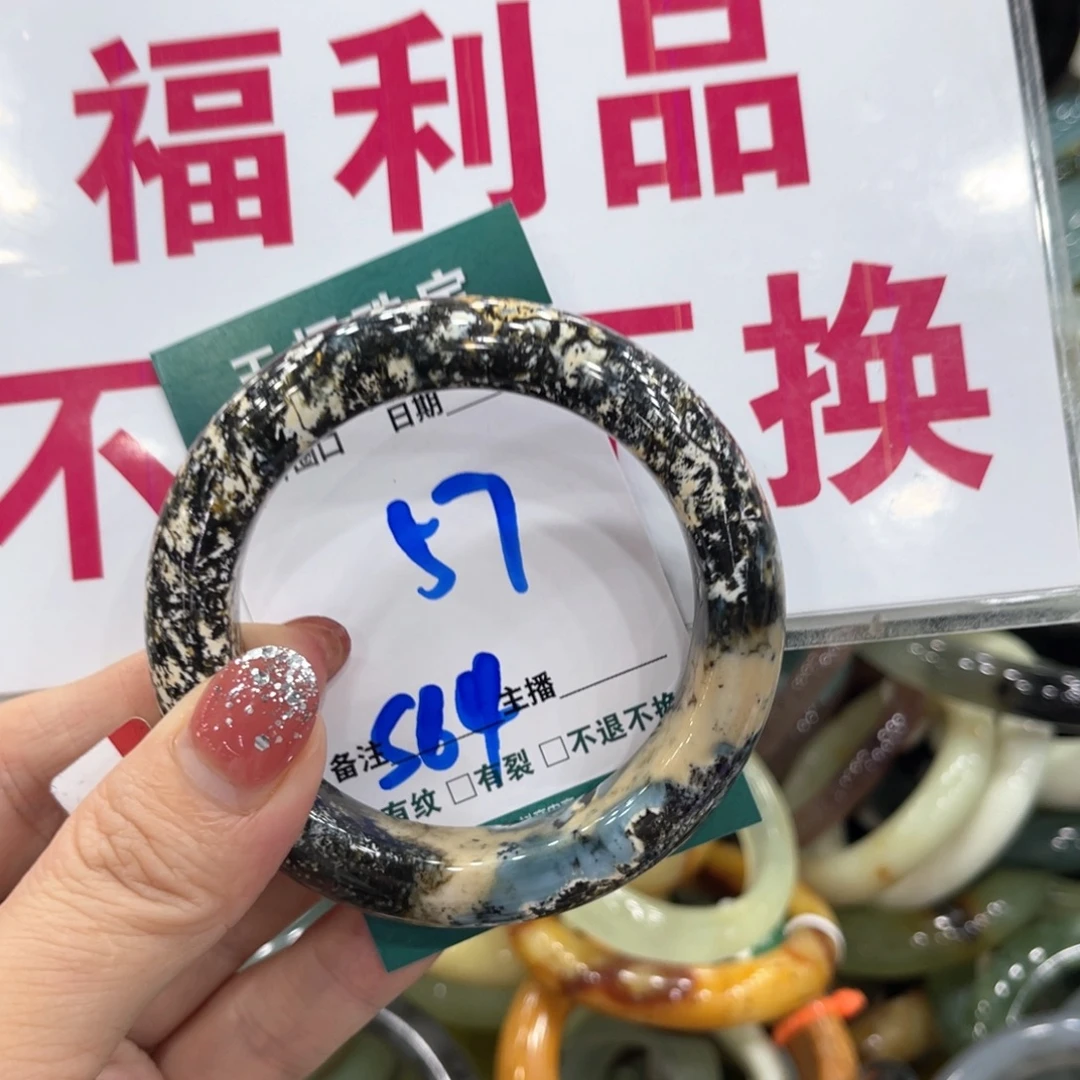 福利品
不 换
日期
57
564
主播
备注
有纹 □有裂 □不退不换